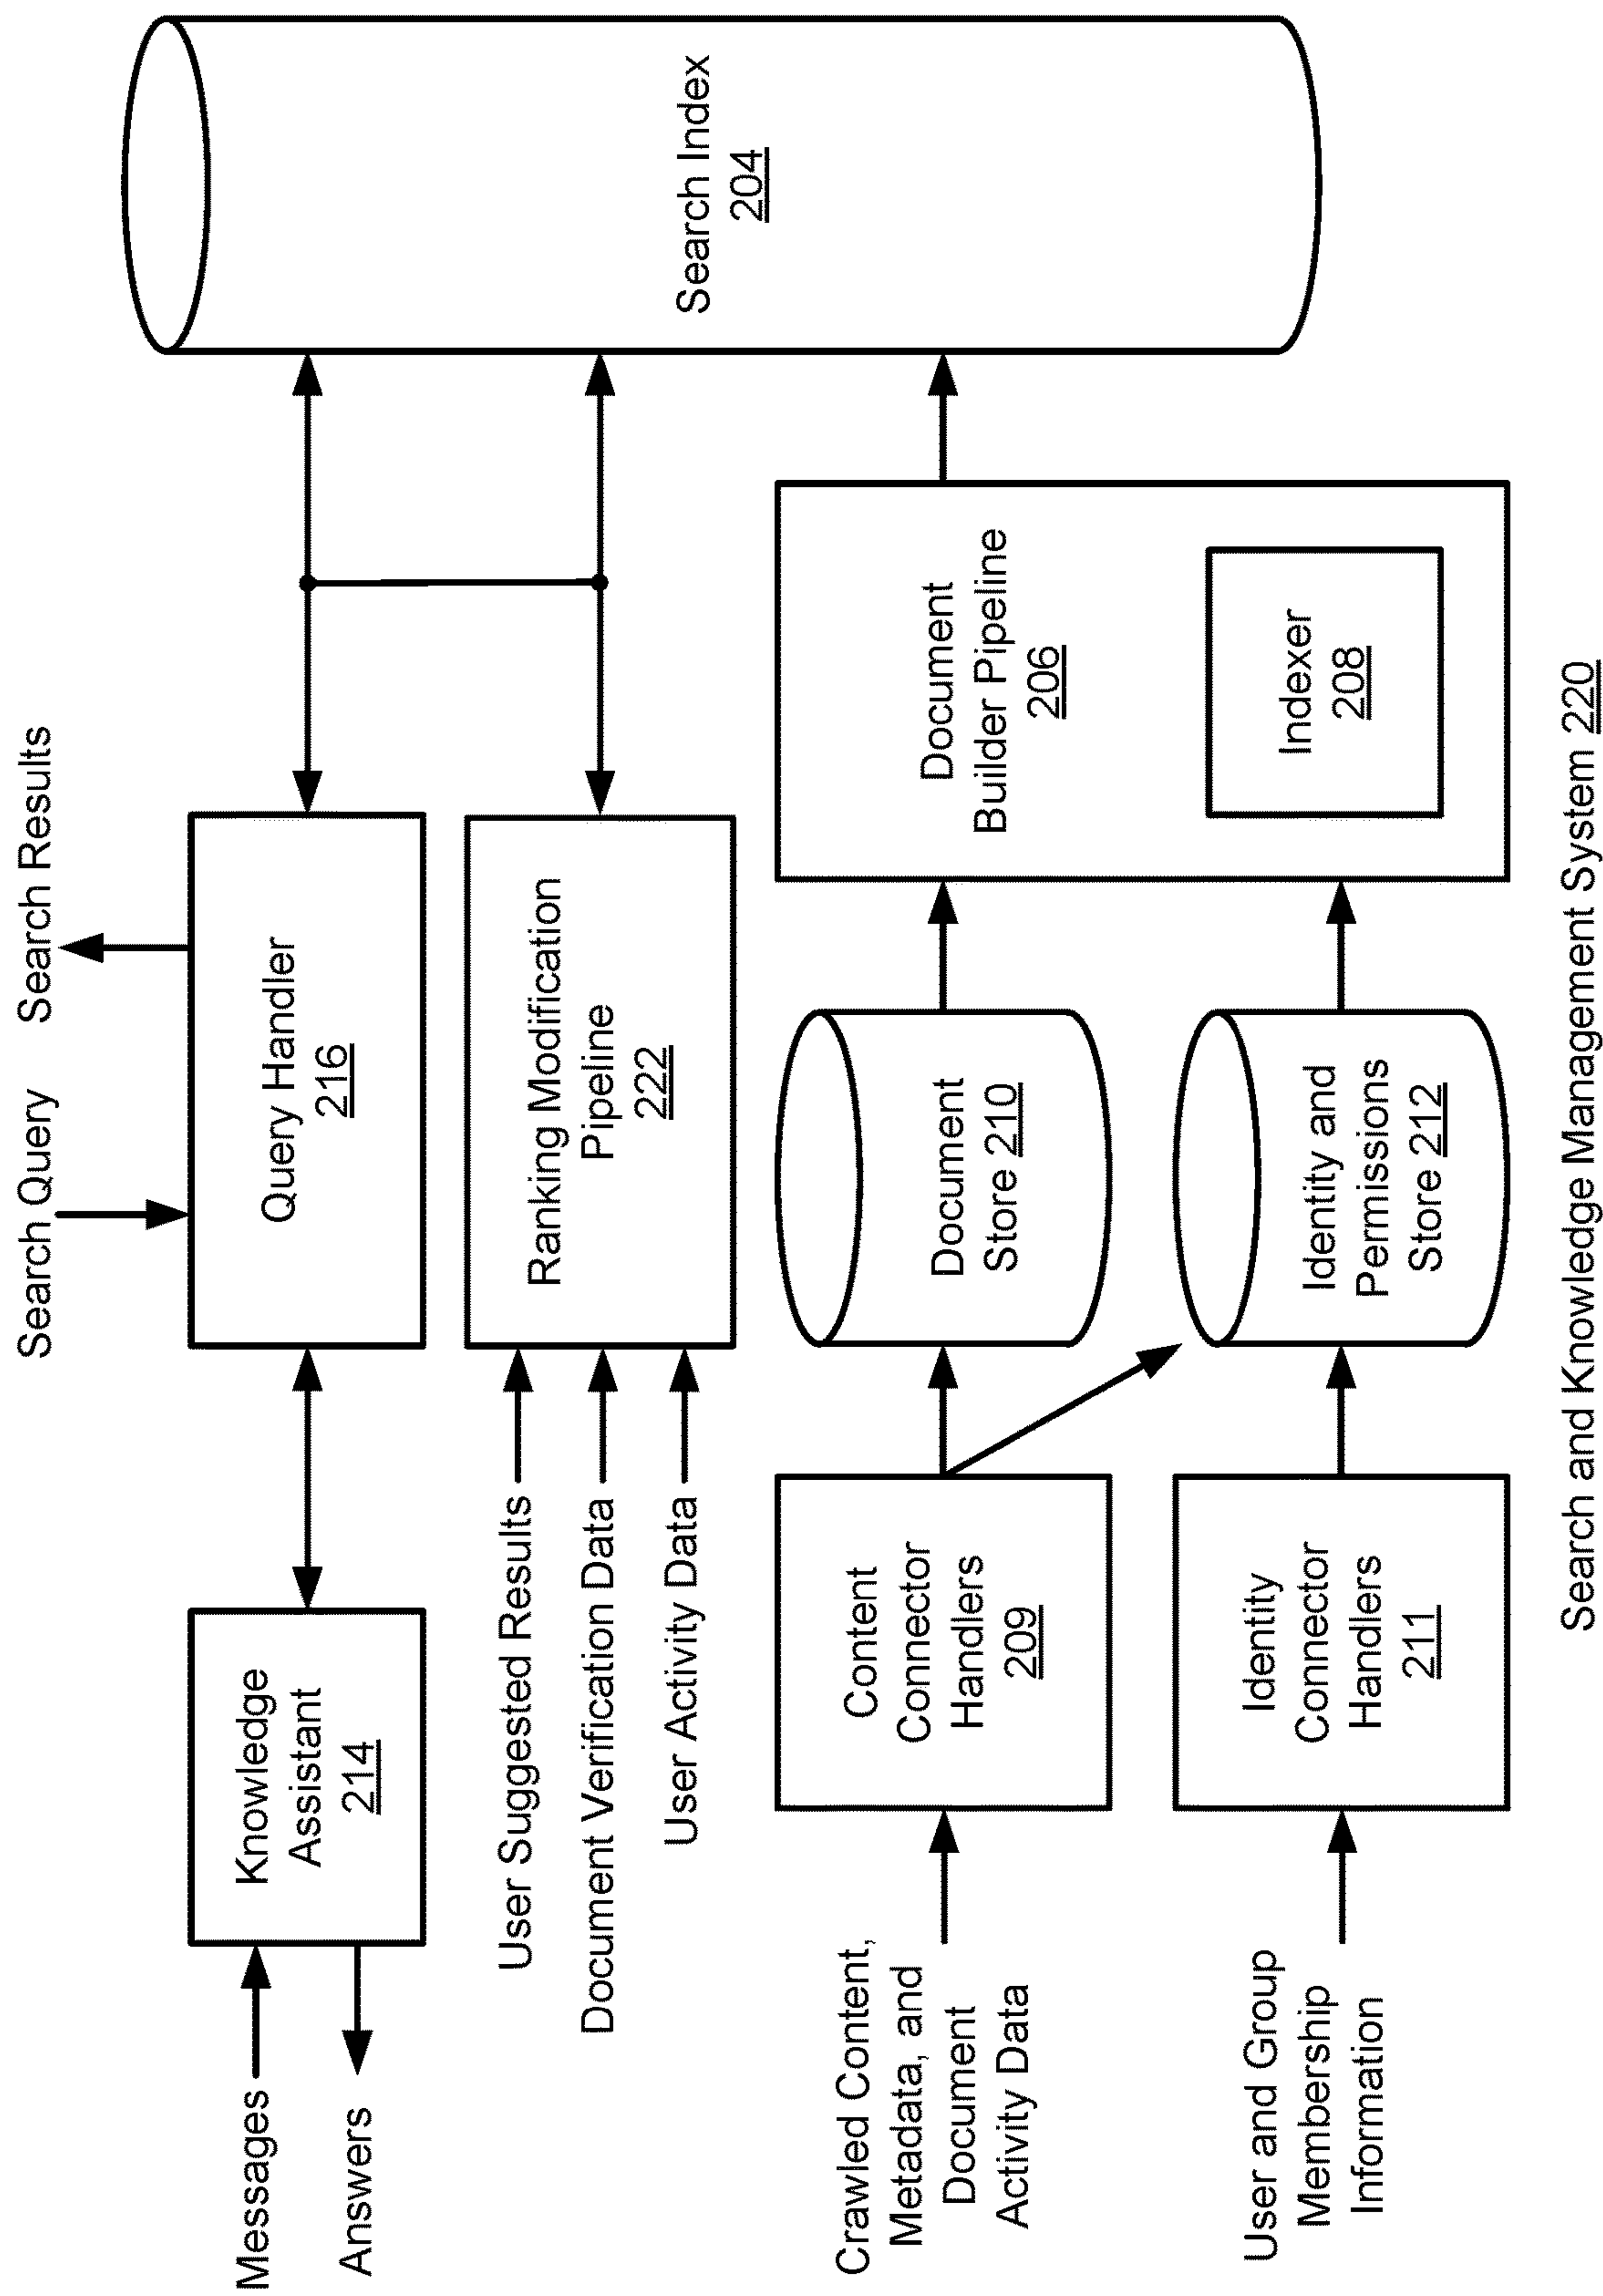 Search Query
Search Results
Messages
Answers
Knowledge
Assistant
214
Query Handler
216
User Suggested Results
Document Verification Data
User Activity Data
Ranking Modification
Pipeline
222
Search Index
204
Crawled Content,
Metadata, and
Document
Activity Data
Content
Connector
Handlers
209
Document
Store 210
Document
Builder Pipeline
206
Indexer
208
User and Group
Membership
Information
Identity
Connector
Handlers
211
Identity and
Permissions
Store 212
Search and Knowledge Management System 220